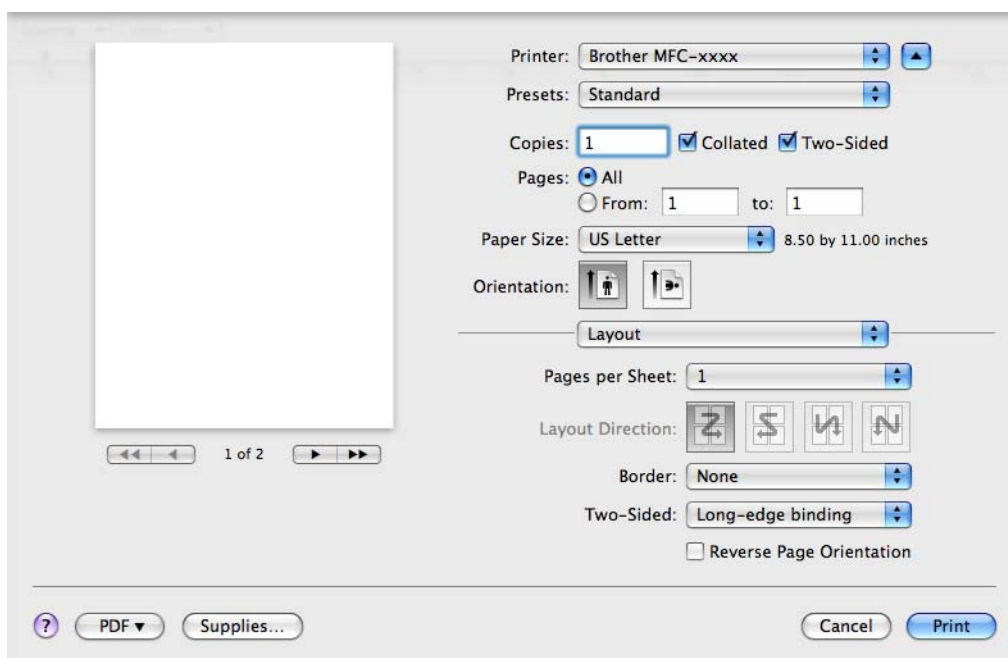 Printer: Brother MFC-xxxx
Presets: Standard
Copies: 1 Collated Two-Sided
Pages: All
From: 1 to: 1
Paper Size: US Letter 8.50 by 11.00 inches
Orientation:
Layout
Pages per Sheet: 1
Layout Direction:
Border: None
Two-Sided: Long-edge binding
Reverse Page Orientation
1 of 2
? PDF Supplies... Cancel Print